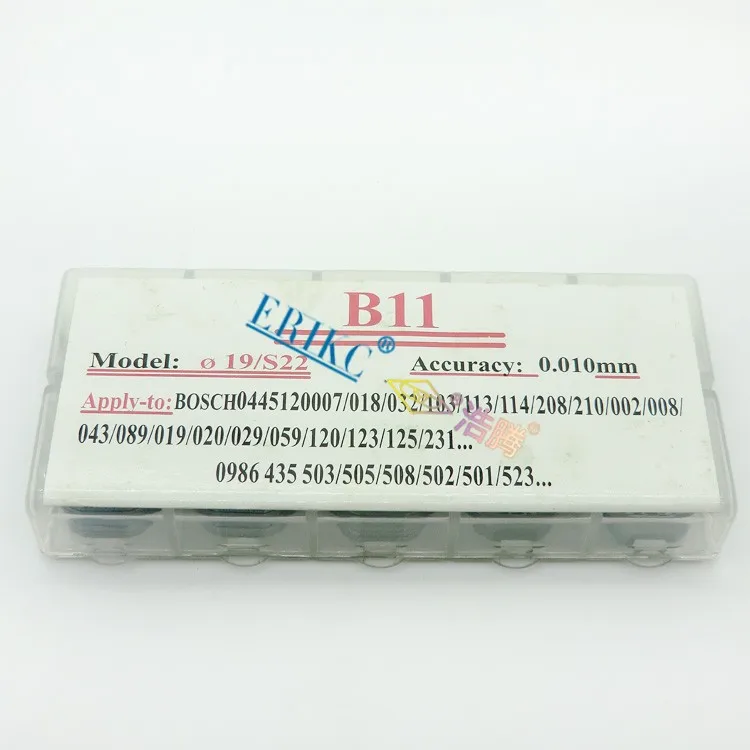 B11
ERIKC®
Model: ø 19/S22 Accuracy: 0.010mm
Apply-to: BOSCH0445120007/018/032/103/113/114/208/210/002/008/
浩腾®
043/089/019/020/029/059/120/123/125/231...
0986 435 503/505/508/502/501/523...